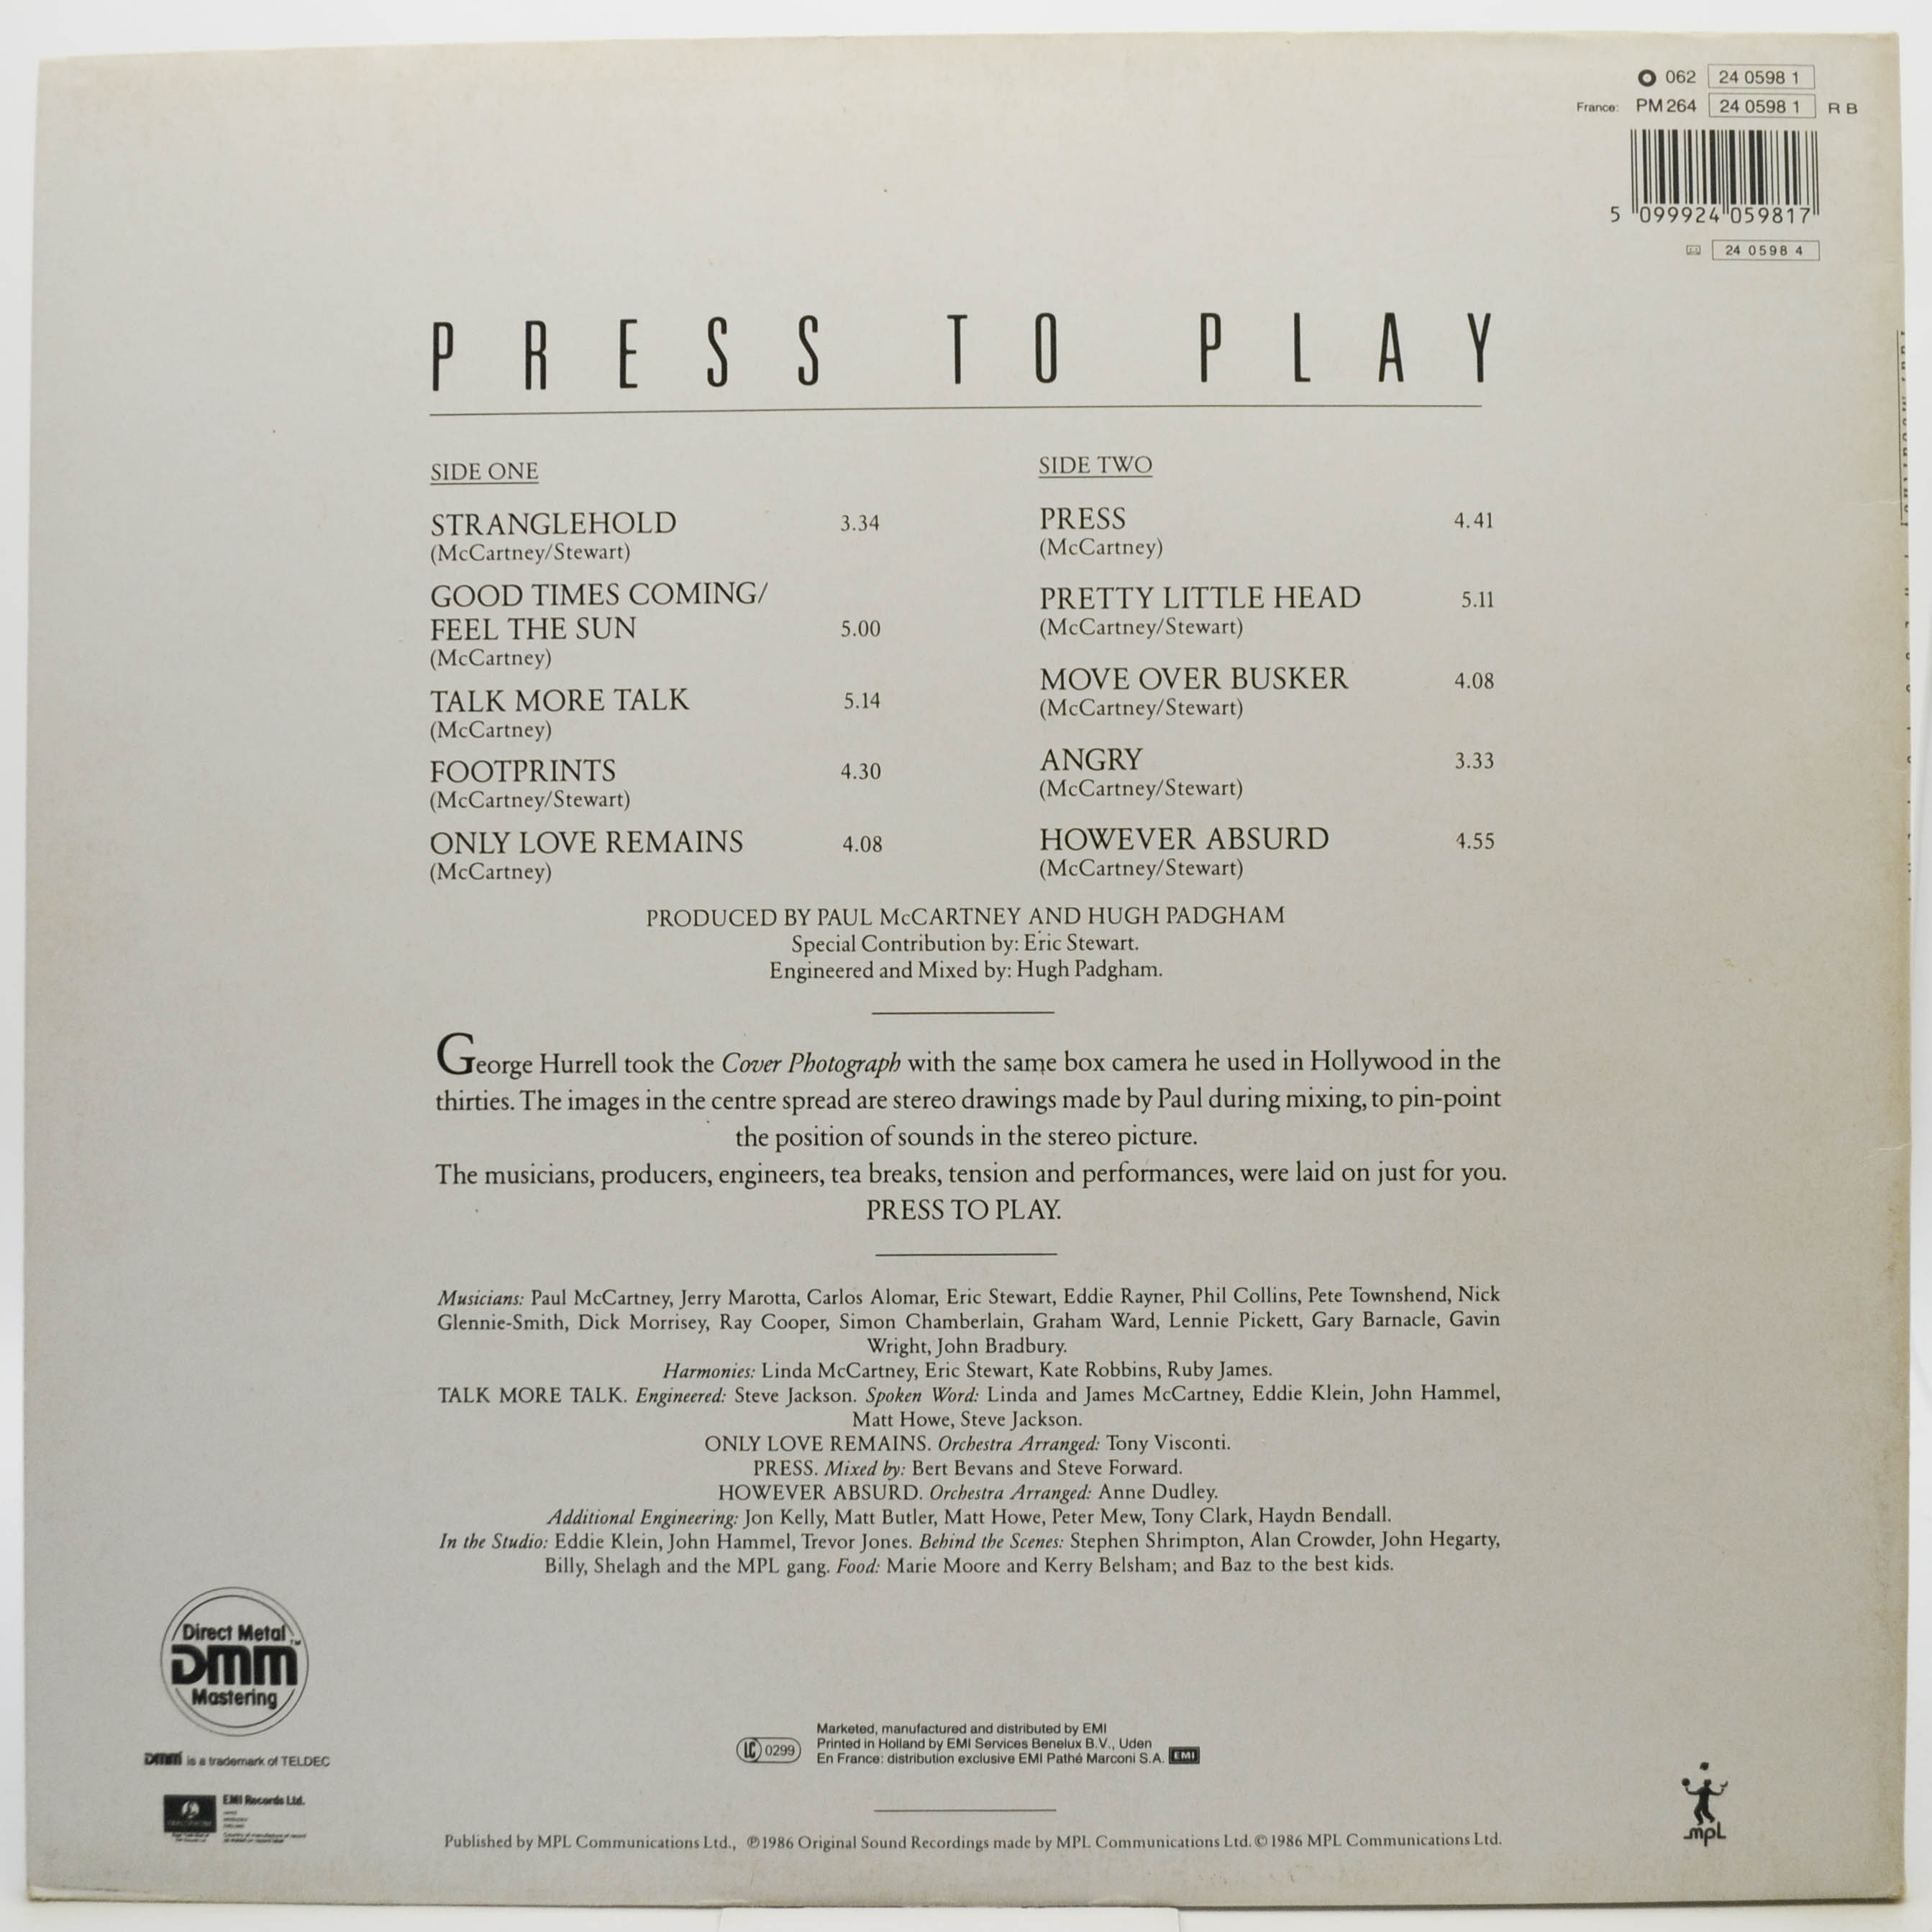 062 24 0598 1
France: PM 264 24 0598 1 R B
5 099924 059817
24 0598 4
PRESS TO PLAY
SIDE ONE
STRANGLEHOLD 3.34
(McCartney/Stewart)
GOOD TIMES COMING/
FEEL THE SUN 5.00
(McCartney)
TALK MORE TALK 5.14
(McCartney)
FOOTPRINTS 4.30
(McCartney/Stewart)
ONLY LOVE REMAINS 4.08
(McCartney)
SIDE TWO
PRESS 4.41
(McCartney)
PRETTY LITTLE HEAD 5.11
(McCartney/Stewart)
MOVE OVER BUSKER 4.08
(McCartney/Stewart)
ANGRY 3.33
(McCartney/Stewart)
HOWEVER ABSURD 4.55
(McCartney/Stewart)
PRODUCED BY PAUL McCARTNEY AND HUGH PADGHAM
Special Contribution by: Eric Stewart.
Engineered and Mixed by: Hugh Padgham.
George Hurrell took the Cover Photograph with the same box camera he used in Hollywood in the
thirties. The images in the centre spread are stereo drawings made by Paul during mixing, to pin-point
the position of sounds in the stereo picture.
The musicians, producers, engineers, tea breaks, tension and performances, were laid on just for you.
PRESS TO PLAY.
Musicians: Paul McCartney, Jerry Marotta, Carlos Alomar, Eric Stewart, Eddie Rayner, Phil Collins, Pete Townshend, Nick
Glennie-Smith, Dick Morrisey, Ray Cooper, Simon Chamberlain, Graham Ward, Lennie Pickett, Gary Barnacle, Gavin
Wright, John Bradbury.
Harmonies: Linda McCartney, Eric Stewart, Kate Robbins, Ruby James.
TALK MORE TALK. Engineered: Steve Jackson. Spoken Word: Linda and James McCartney, Eddie Klein, John Hammel,
Matt Howe, Steve Jackson.
ONLY LOVE REMAINS. Orchestra Arranged: Tony Visconti.
PRESS. Mixed by: Bert Bevans and Steve Forward.
HOWEVER ABSURD. Orchestra Arranged: Anne Dudley.
Additional Engineering: Jon Kelly, Matt Butler, Matt Howe, Peter Mew, Tony Clark, Haydn Bendall.
In the Studio: Eddie Klein, John Hammel, Trevor Jones. Behind the Scenes: Stephen Shrimpton, Alan Crowder, John Hegarty,
Billy, Shelagh and the MPL gang. Food: Marie Moore and Kerry Belsham; and Baz to the best kids.
Direct Metal
DMM TM
Mastering
DMM is a trademark of TELDEC
EMI Records Ltd.
LC 0299
Marketed, manufactured and distributed by EMI
Printed in Holland by EMI Services Benelux B.V., Uden
En France: distribution exclusive EMI Pathé Marconi S.A. EMI
mpL
Published by MPL Communications Ltd., ℗1986 Original Sound Recordings made by MPL Communications Ltd. © 1986 MPL Communications Ltd.